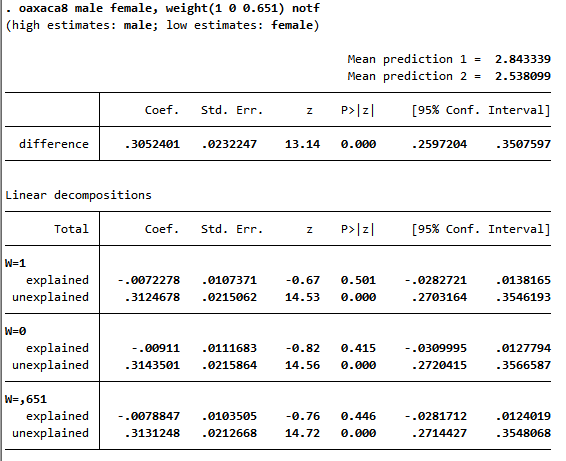 . oaxaca8 male female, weight(1 0 0.651) notf
(high estimates: male; low estimates: female)
Mean prediction 1 = 2.843339
Mean prediction 2 = 2.538099
Coef. Std. Err. z P>|z| [95% Conf. Interval]
difference .3052401 .0232247 13.14 0.000 .2597204 .3507597
Linear decompositions
Total Coef. Std. Err. z P>|z| [95% Conf. Interval]
W=1
explained -.0072278 .0107371 -0.67 0.501 -.0282721 .0138165
unexplained .3124678 .0215062 14.53 0.000 .2703164 .3546193
W=0
explained -.00911 .0111683 -0.82 0.415 -.0309995 .0127794
unexplained .3143501 .0215864 14.56 0.000 .2720415 .3566587
W=,651
explained -.0078847 .0103505 -0.76 0.446 -.0281712 .0124019
unexplained .3131248 .0212668 14.72 0.000 .2714427 .3548068